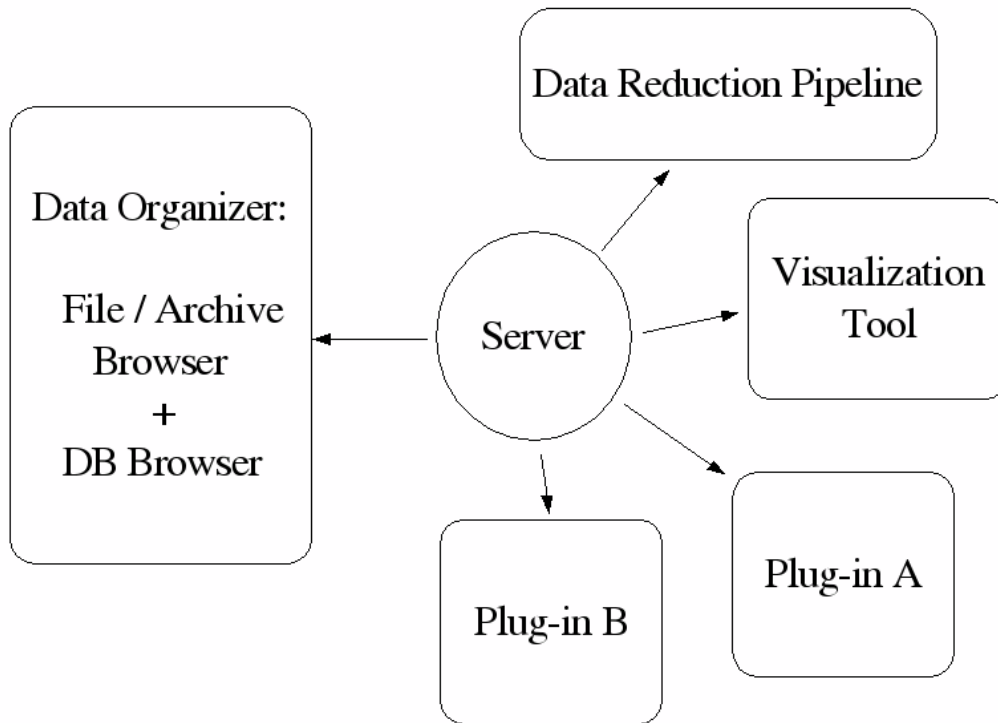 Data Reduction Pipeline
Data Organizer:
File / Archive
Browser
+
DB Browser
Server
Visualization
Tool
Plug-in A
Plug-in B